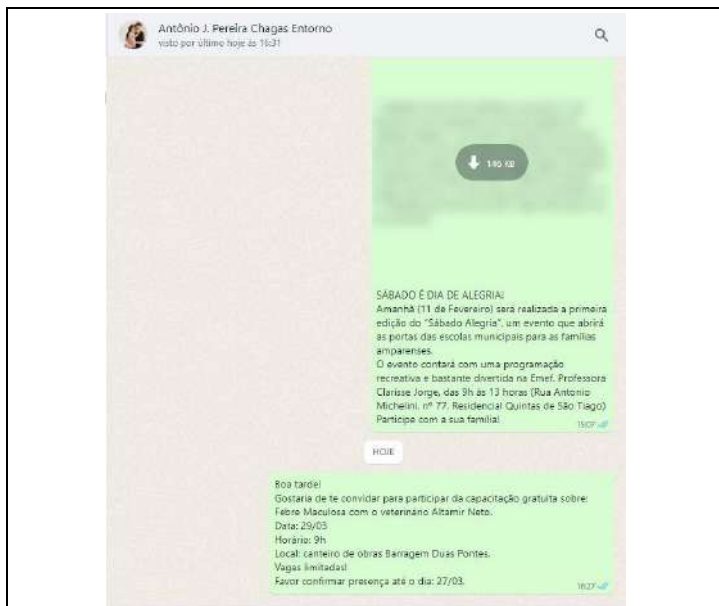 Antônio J. Pereira Chagas Entorno
visto por último hoje às 16:31
146 KB
SÁBADO É DIA DE ALEGRIA!
Amanhã (11 de Fevereiro) será realizada a primeira
edição do "Sábado Alegria", um evento que abrirá
as portas das escolas municipais para as famílias
amparenses.
O evento contará com uma programação
recreativa e bastante divertida na Emef. Professora
Clarisse Jorge, das 9h às 13 horas (Rua Antonio
Michelini, nº 77, Residencial Quintas de São Tiago)
Participe com a sua família!
15:07
HOJE
Boa tarde!
Gostaria de te convidar para participar da capacitação gratuita sobre:
Febre Maculosa com o veterinário Altamir Neto.
Data: 29/03
Horário: 9h
Local: canteiro de obras Barragem Duas Pontes.
Vagas limitadas!
Favor confirmar presença até o dia: 27/03.
16:27